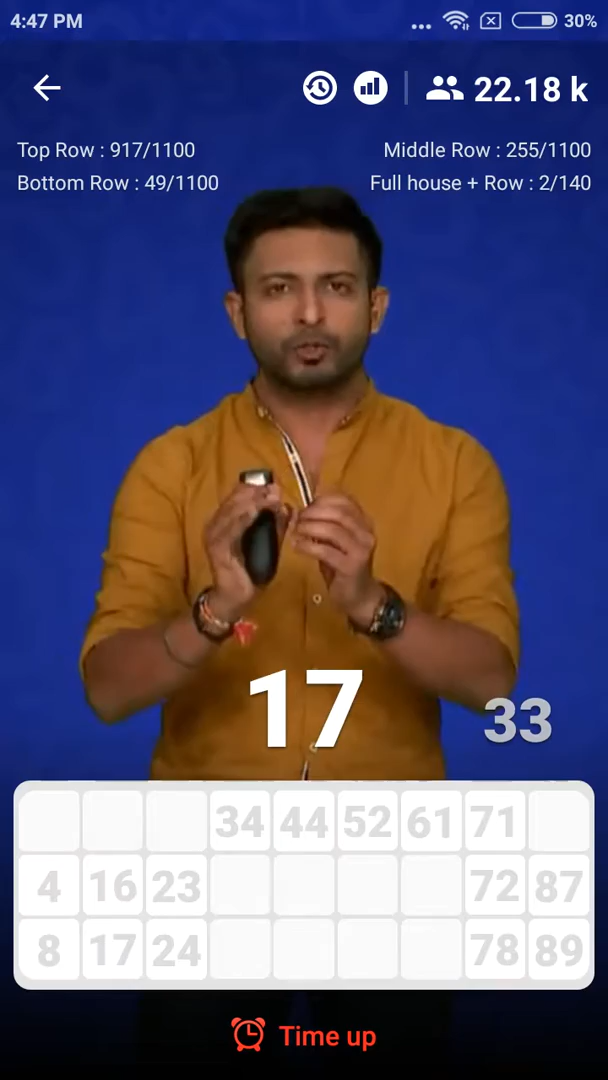 4:47 PM ... 30%
22.18 k
Top Row : 917/1100 Middle Row : 255/1100
Bottom Row : 49/1100 Full house + Row : 2/140
17 33
34 44 52 61 71
4 16 23 72 87
8 17 24 78 89
Time up